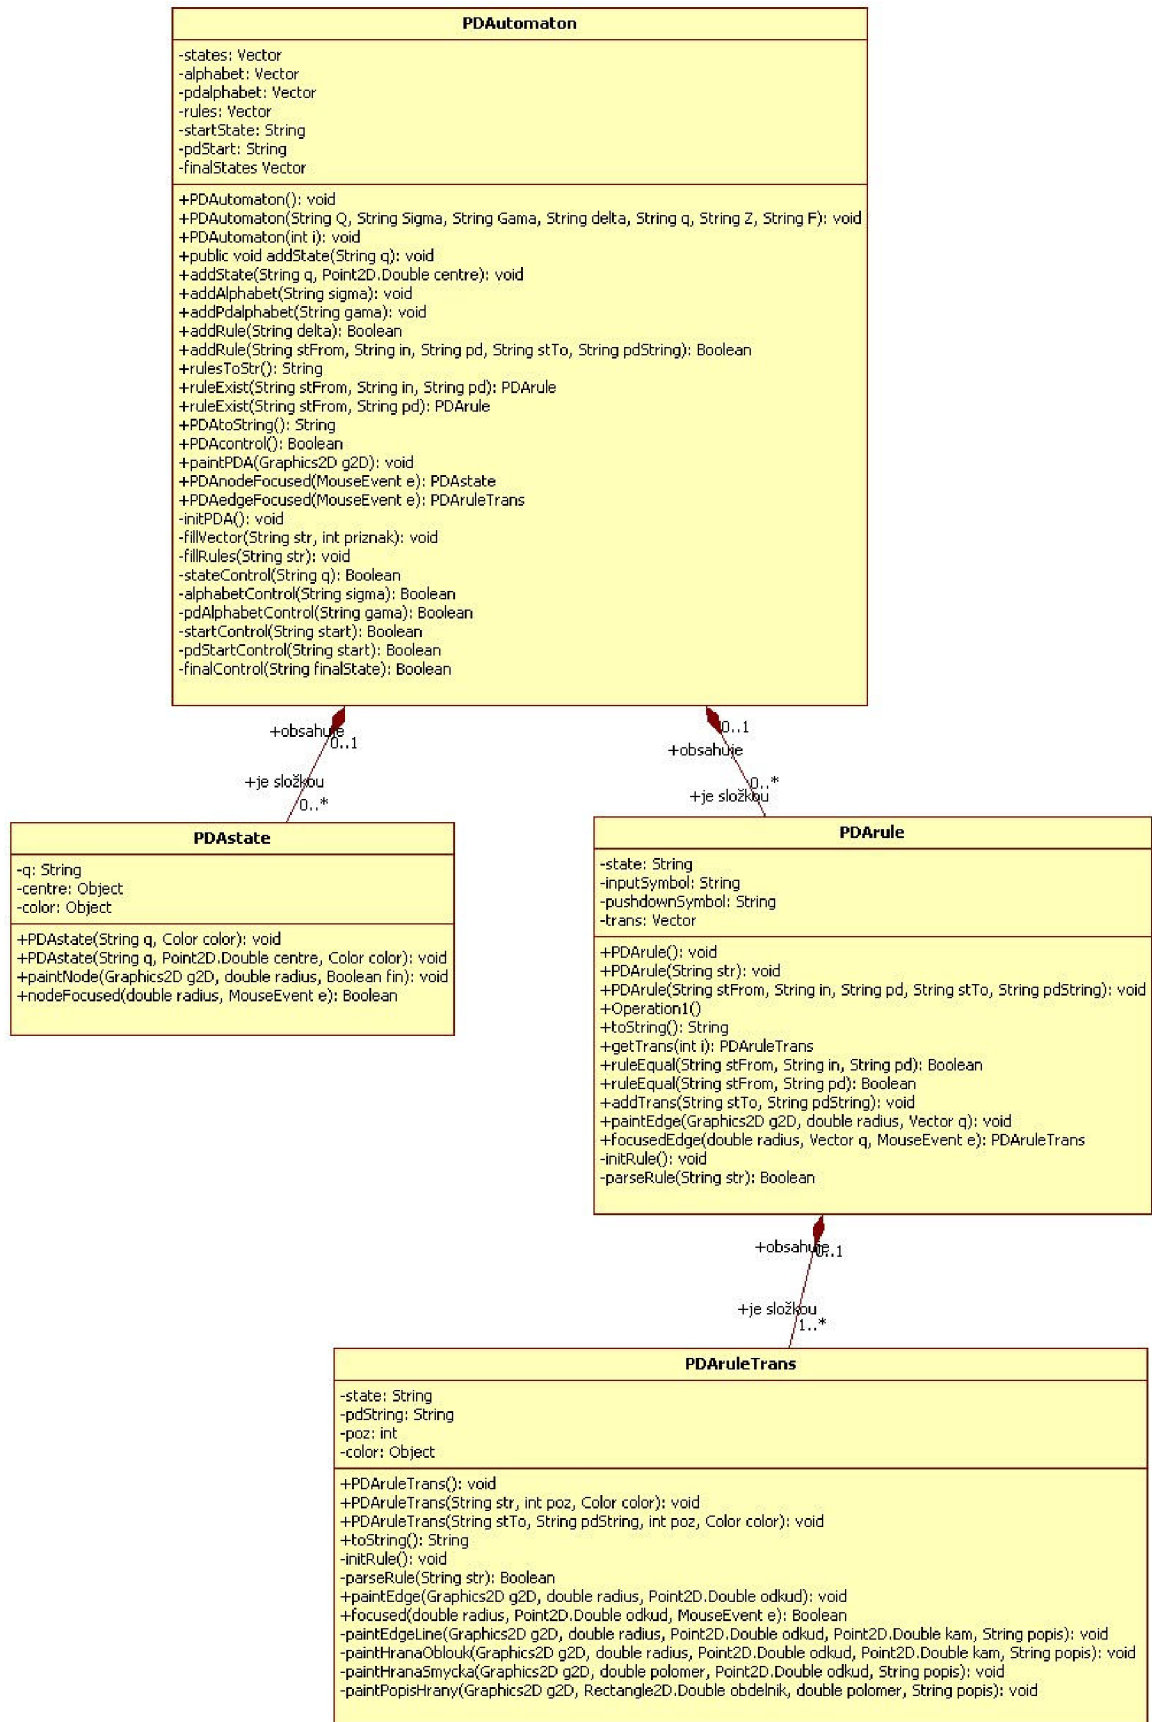 PDAutomaton
-states: Vector
-alphabet: Vector
-pdalphabet: Vector
-rules: Vector
-startState: String
-pdStart: String
-finalStates Vector
+PDAutomaton(): void
+PDAutomaton(String Q, String Sigma, String Gama, String delta, String q, String Z, String F): void
+PDAutomaton(int i): void
+public void addState(String q): void
+addState(String q, Point2D.Double centre): void
+addAlphabet(String sigma): void
+addPdalphabet(String gama): void
+addRule(String delta): Boolean
+addRule(String stFrom, String in, String pd, String stTo, String pdString): Boolean
+rulesToStr(): String
+ruleExist(String stFrom, String in, String pd): PDArule
+ruleExist(String stFrom, String pd): PDArule
+PDAtoString(): String
+PDAcontrol(): Boolean
+paintPDA(Graphics2D g2D): void
+PDAnodeFocused(MouseEvent e): PDAstate
+PDAedgeFocused(MouseEvent e): PDAruleTrans
-initPDA(): void
-fillVector(String str, int priznak): void
-fillRules(String str): void
-stateControl(String q): Boolean
-alphabetControl(String sigma): Boolean
-pdAlphabetControl(String gama): Boolean
-startControl(String start): Boolean
-pdStartControl(String start): Boolean
-finalControl(String finalState): Boolean
+obsahuje
0..1
+je složkou
0..*
+obsahuje
0..1
+je složkou
0..*
PDAstate
-q: String
-centre: Object
-color: Object
+PDAstate(String q, Color color): void
+PDAstate(String q, Point2D.Double centre, Color color): void
+paintNode(Graphics2D g2D, double radius, Boolean fin): void
+nodeFocused(double radius, MouseEvent e): Boolean
PDArule
-state: String
-inputSymbol: String
-pushdownSymbol: String
-trans: Vector
+PDArule(): void
+PDArule(String str): void
+PDArule(String stFrom, String in, String pd, String stTo, String pdString): void
+Operation1()
+toString(): String
+getTrans(int i): PDAruleTrans
+ruleEqual(String stFrom, String in, String pd): Boolean
+ruleEqual(String stFrom, String pd): Boolean
+addTrans(String stTo, String pdString): void
+paintEdge(Graphics2D g2D, double radius, Vector q): void
+focusedEdge(double radius, Vector q, MouseEvent e): PDAruleTrans
-initRule(): void
-parseRule(String str): Boolean
+obsahuje
0..1
+je složkou
1..*
PDAruleTrans
-state: String
-pdString: String
-poz: int
-color: Object
+PDAruleTrans(): void
+PDAruleTrans(String str, int poz, Color color): void
+PDAruleTrans(String stTo, String pdString, int poz, Color color): void
+toString(): String
-initRule(): void
-parseRule(String str): Boolean
+paintEdge(Graphics2D g2D, double radius, Point2D.Double odkud): void
+focused(double radius, Point2D.Double odkud, MouseEvent e): Boolean
-paintEdgeLine(Graphics2D g2D, double radius, Point2D.Double odkud, Point2D.Double kam, String popis): void
-paintHranaOblouk(Graphics2D g2D, double radius, Point2D.Double odkud, Point2D.Double kam, String popis): void
-paintHranaSmycka(Graphics2D g2D, double polomer, Point2D.Double odkud, String popis): void
-paintPopisHrany(Graphics2D g2D, Rectangle2D.Double obdelnik, double polomer, String popis): void